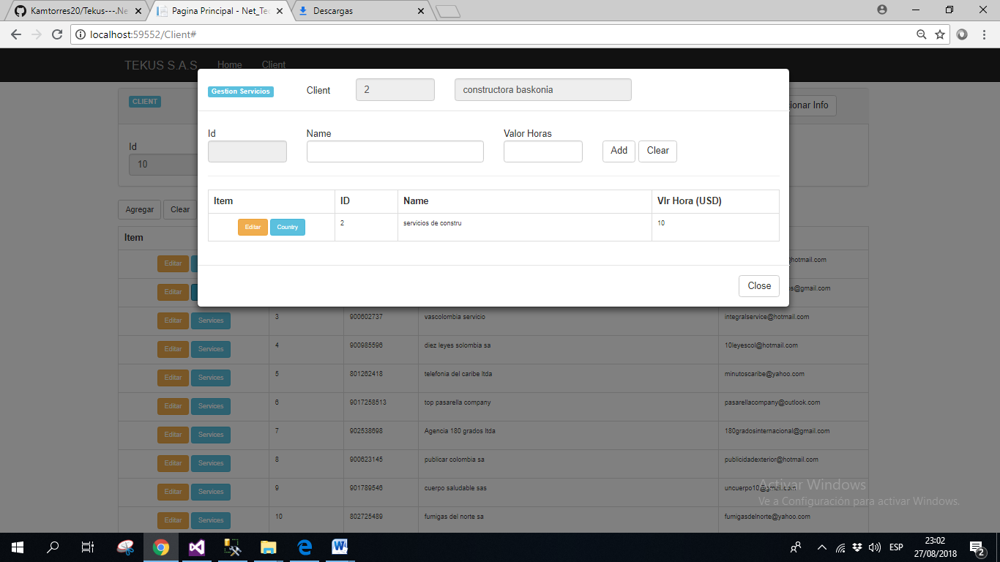 Kamtorres20/Tekus---.Ne
Pagina Principal - Net_Tec
Descargas
localhost:59552/Client#
TEKUS S.A.S
Home
Client
Gestion Servicios
Client
2
constructora baskonia
CLIENT
ionar Info
Id
10
Id
Name
Valor Horas
Add
Clear
Item
ID
Name
Vlr Hora (USD)
Editar
Country
2
servicios de constru
10
Close
Agregar
Clear
Item
Editar
hotmail.com
Editar
s@gmail.com
Editar Services 3 900602737 vascolombia servicio integralservice@hotmail.com
Editar Services 4 900985596 diez leyes solombia sa 10leyescol@hotmail.com
Editar Services 5 801262418 telefonia del caribe ltda minutoscaribe@yahoo.com
Editar Services 6 9017258513 top pasarella company pasarellacompany@outlook.com
Editar Services 7 902538698 Agencia 180 grados ltda 180gradosinternacional@gmail.com
Editar Services 8 900623145 publicar colombia sa publicidadexterior@hotmail.com
Editar Services 9 901789546 cuerpo saludable sas uncuerpo10@gmail.com
Editar Services 10 802725489 fumigas del norte sa fumigasdelnorte@yahoo.com
Activar Windows
Ve a Configuración para activar Windows.
ESP
23:02
27/08/2018
2